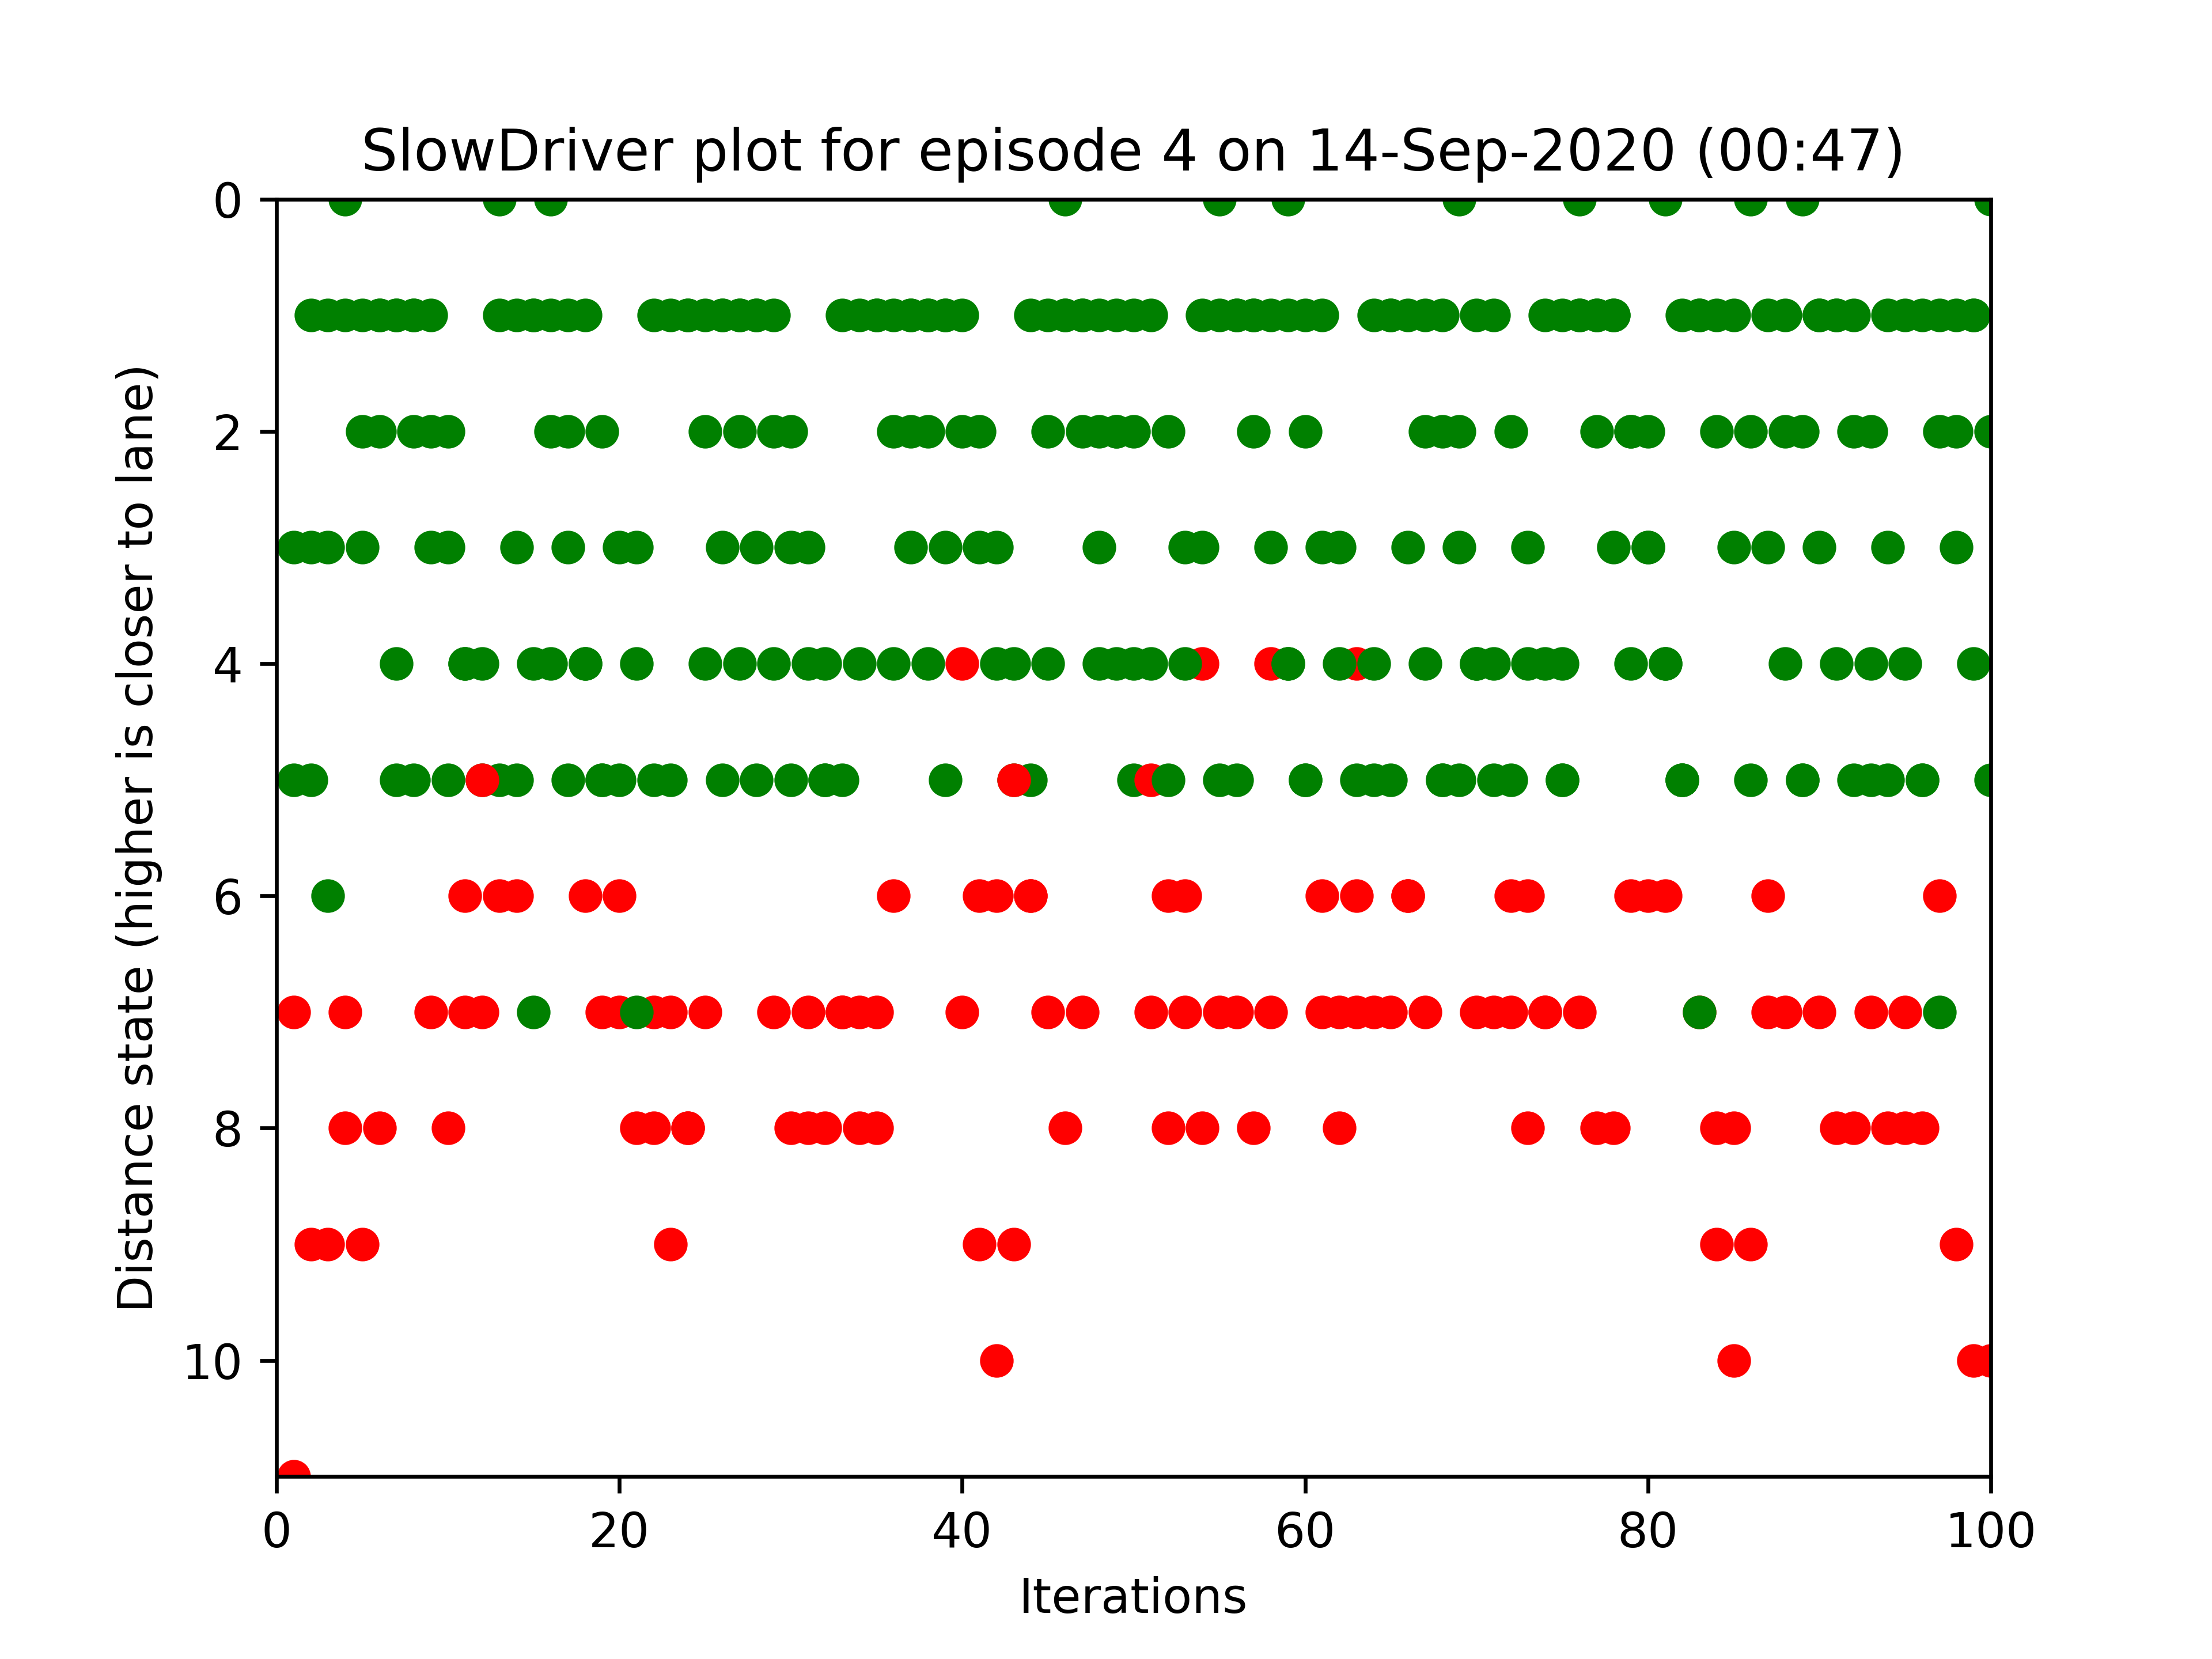 SlowDriver plot for episode 4 on 14-Sep-2020 (00:47)
Distance state (higher is closer to lane)
0
2
4
6
8
10
0 20 40 60 80 100
Iterations